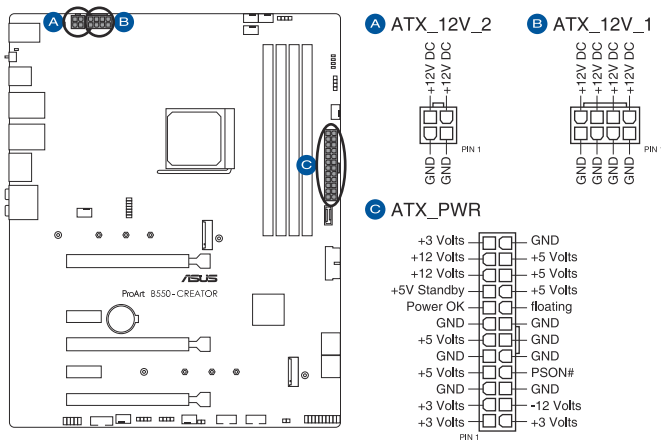 A
B
C
ASUS
ProArt B550-CREATOR
A ATX_12V_2
+12V DC
+12V DC
PIN 1
GND
GND
B ATX_12V_1
+12V DC
+12V DC
+12V DC
+12V DC
PIN 1
GND
GND
GND
GND
C ATX_PWR
+3 Volts GND
+12 Volts +5 Volts
+12 Volts +5 Volts
+5V Standby +5 Volts
Power OK floating
GND GND
+5 Volts GND
GND GND
+5 Volts PSON#
GND GND
+3 Volts -12 Volts
+3 Volts +3 Volts
PIN 1